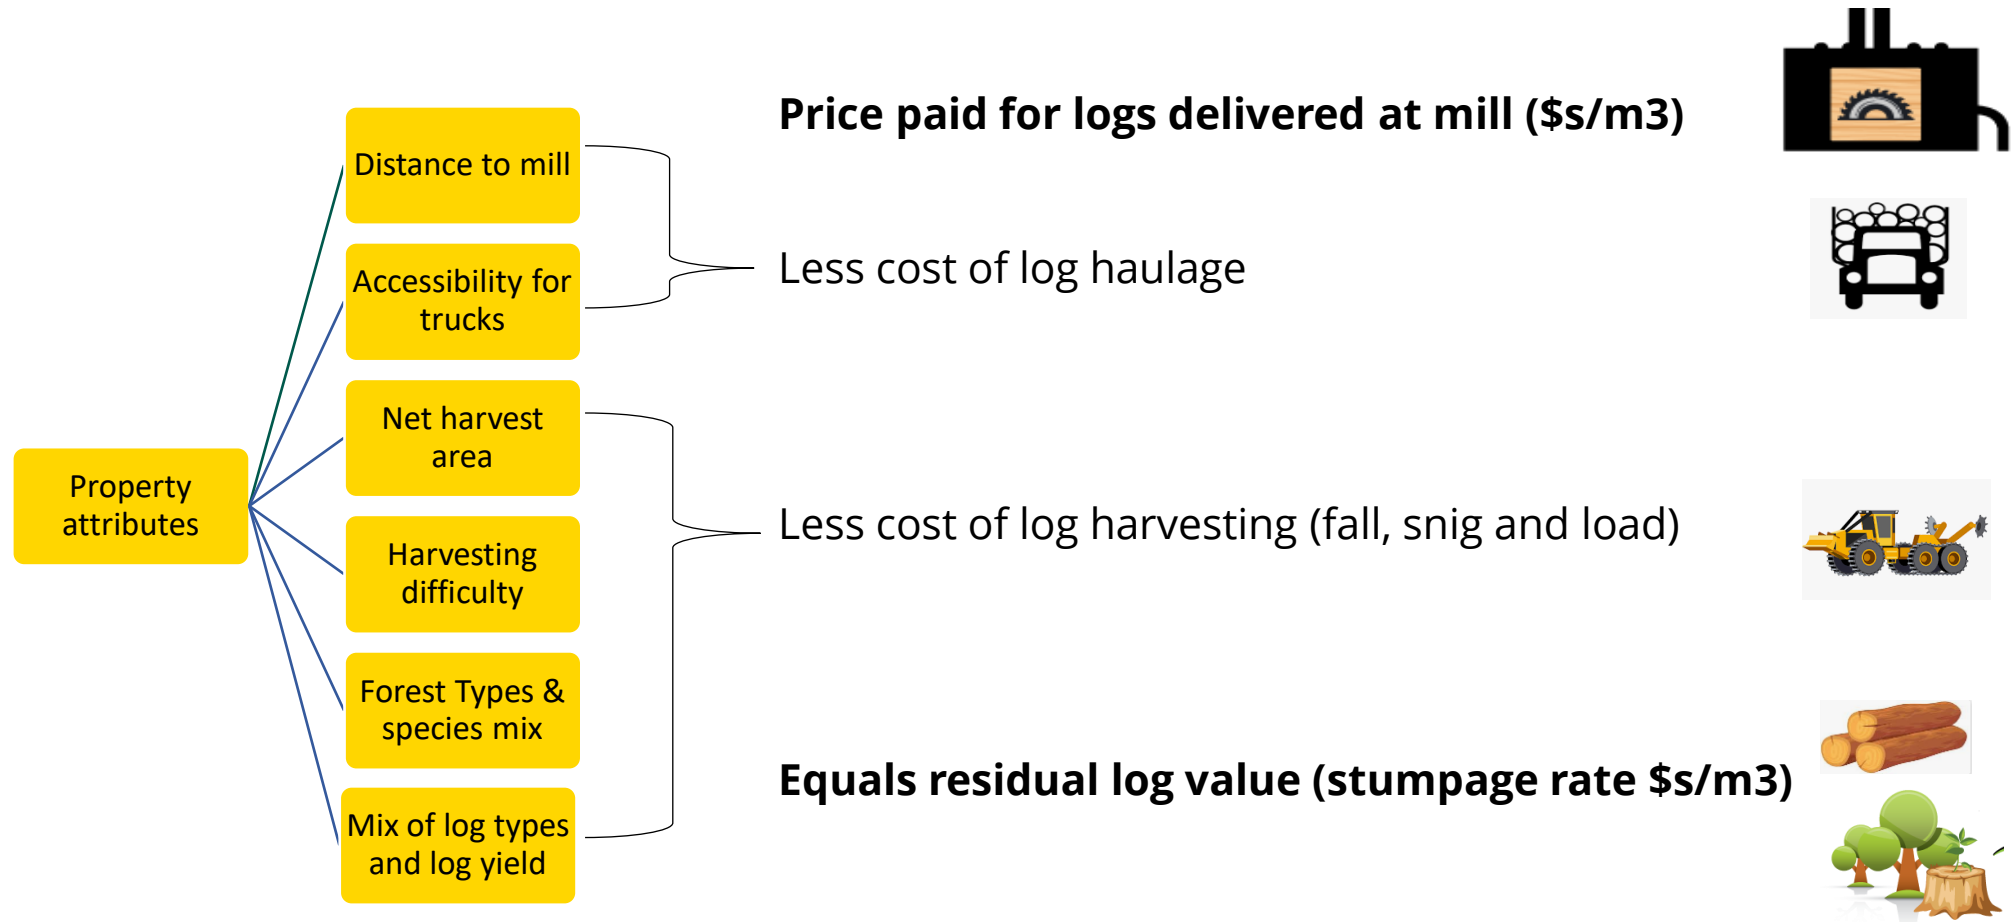 Property
attributes
Distance to mill
Accessibility for
trucks
Net harvest
area
Harvesting
difficulty
Forest Types &
species mix
Mix of log types
and log yield
Price paid for logs delivered at mill ($s/m3)
Less cost of log haulage
Less cost of log harvesting (fall, snig and load)
Equals residual log value (stumpage rate $s/m3)